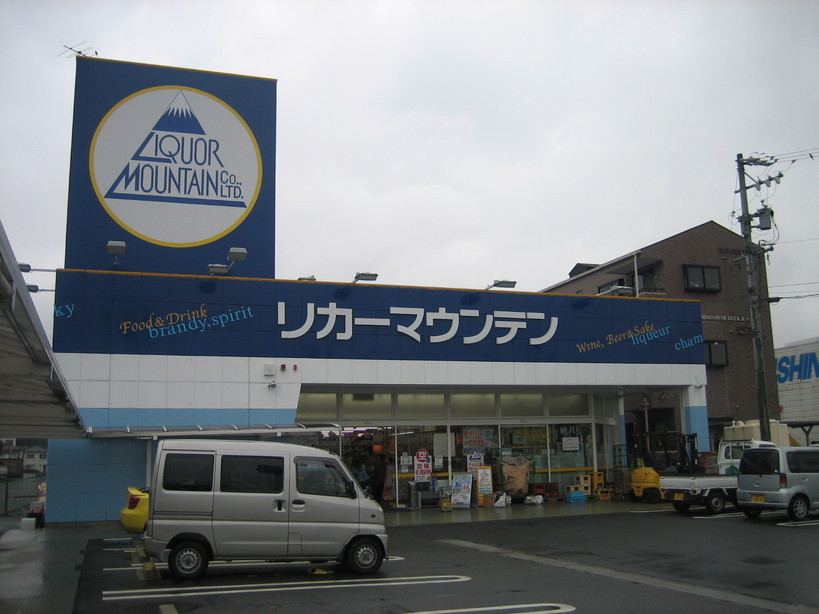 LIQUOR
MOUNTAIN CO.,
LTD.
ky
Food&Drink
brandy,spirit
リカーマウンテン
Wine, Beer&Sake
liqueur
cham
SHIN